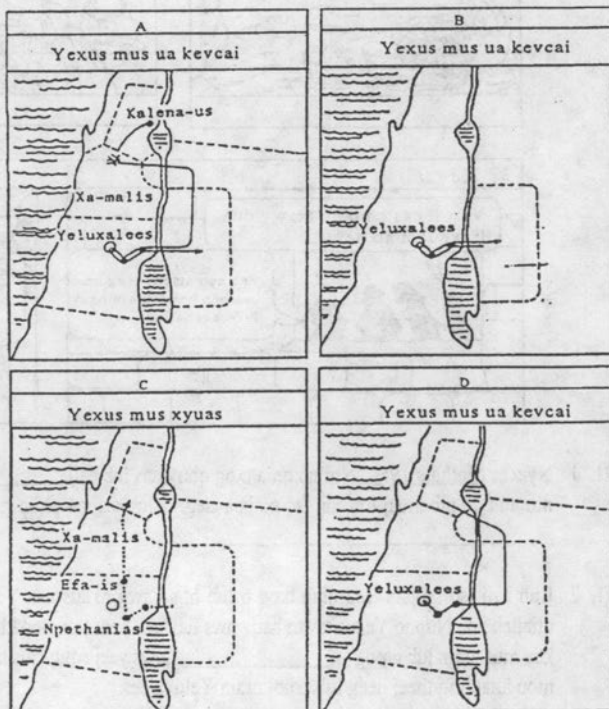 A
Yexus mus ua kevcai
Kalena-us
Xa-malis
Yeluxalees
B
Yexus mus ua kevcai
Yeluxalees
C
Yexus mus xyuas
Xa-malis
Efa-is
Npethanias
D
Yexus mus ua kevcai
Yeluxalees